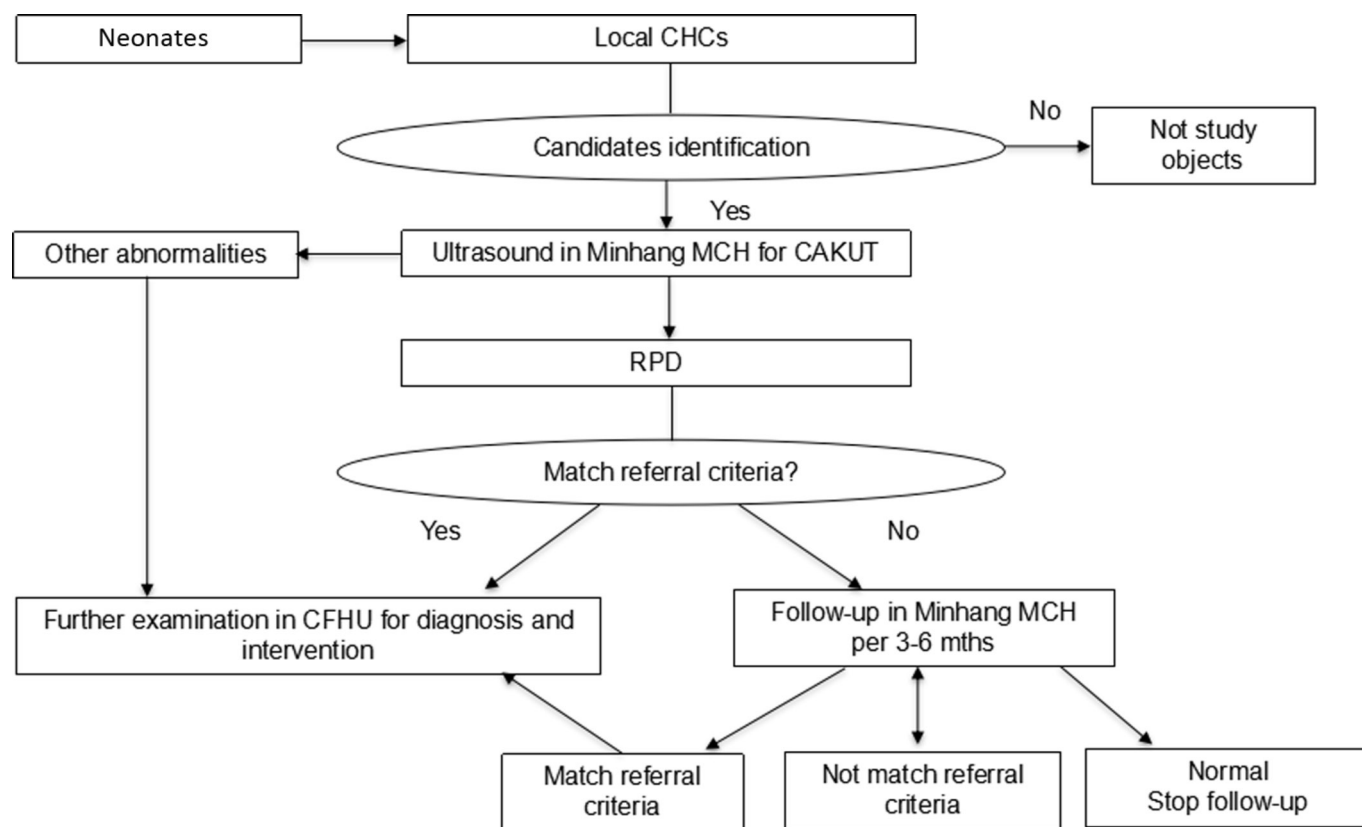 Neonates
Local CHCs
Candidates identification
No
Not study
objects
Yes
Other abnormalities
Ultrasound in Minhang MCH for CAKUT
RPD
Match referral criteria?
Yes
No
Further examination in CFHU for diagnosis and
intervention
Follow-up in Minhang MCH
per 3-6 mths
Match referral
criteria
Not match referral
criteria
Normal
Stop follow-up